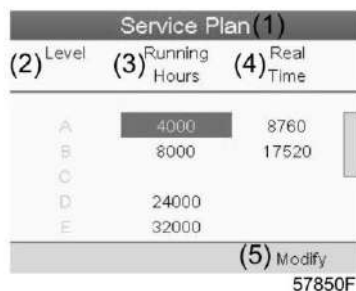 Service Plan (1)
(2) Level (3) Running Hours (4) Real Time
A 4000 8760
B 8000 17520
C
D 24000
E 32000
(5) Modify
57850F